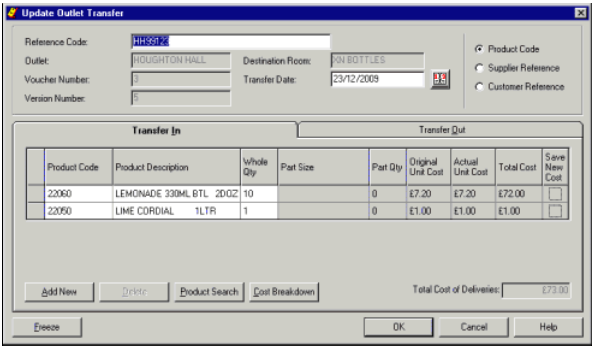 Update Outlet Transfer
Reference Code: HH99123
Outlet: HOUGHTON HALL Destination Room: XN BOTTLES
Voucher Number: 3 Transfer Date: 23/12/2009
Version Number: 5
Product Code
Supplier Reference
Customer Reference
Transfer In Transfer Out
Product Code Product Description Whole Qty Part Size Part Qty Original Unit Cost Actual Unit Cost Total Cost Save New Cost
22060 LEMONADE 330ML BTL 2DOZ 10 0 £7.20 £7.20 £72.00
22050 LIME CORDIAL 1LTR 1 0 £1.00 £1.00 £1.00
Add New Delete Product Search Cost Breakdown Total Cost of Deliveries: £73.00
Freeze OK Cancel Help